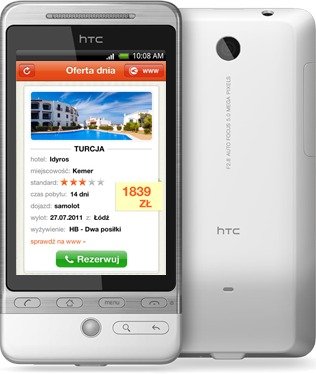 htc
10:08 AM
Oferta dnia
www
TURCJA
hotel: Idyros
miejscowość: Kemer
standard:
czas pobytu: 14 dni
dojazd: samolot
wylot: 27.07.2011 z: Łódź
wyżywienie: HB - Dwa posiłki
sprawdź na www »
1839
ZŁ
Rezerwuj
MENU
F2.8 AUTO FOCUS 5.0 MEGA PIXELS
htc